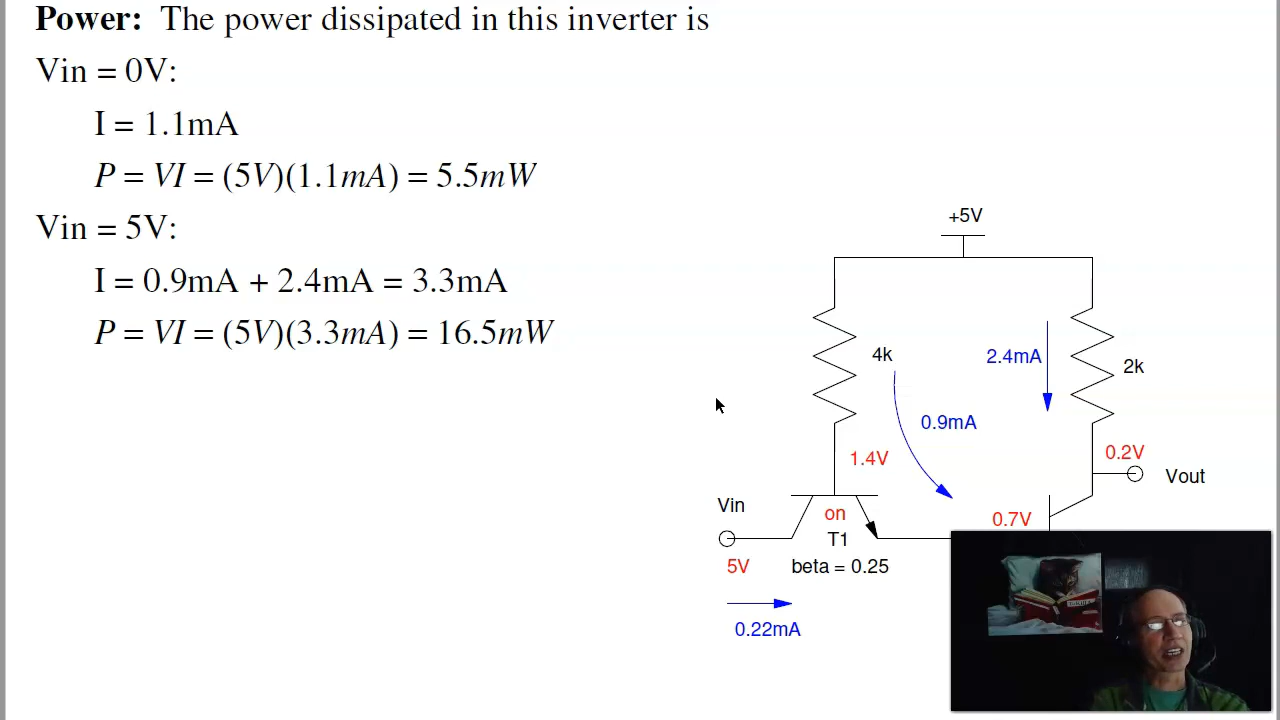 Power: The power dissipated in this inverter is
Vin = 0V:
I = 1.1mA
P = VI = (5V)(1.1mA) = 5.5mW
Vin = 5V:
I = 0.9mA + 2.4mA = 3.3mA
P = VI = (5V)(3.3mA) = 16.5mW
+5V
4k
2.4mA
2k
0.9mA
1.4V
0.2V
Vout
Vin
on
0.7V
T1
5V
beta = 0.25
0.22mA